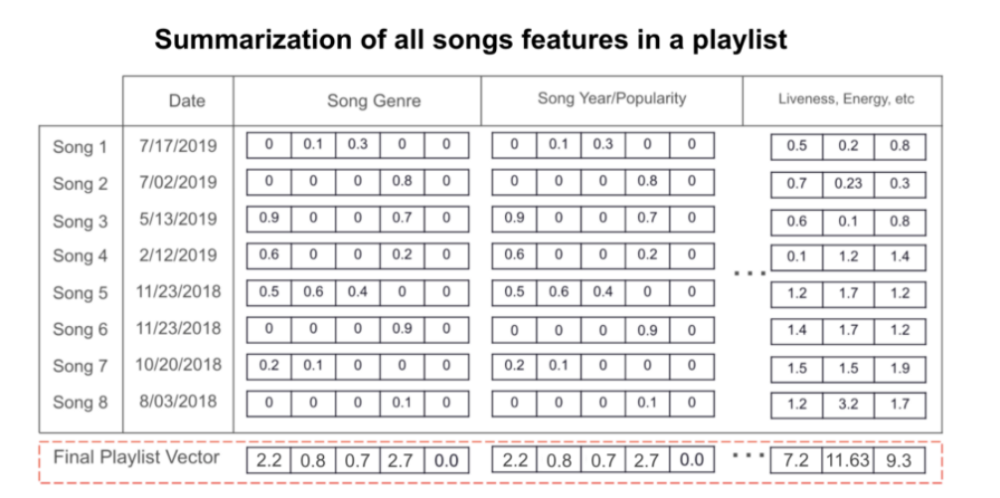 Summarization of all songs features in a playlist
Date Song Genre Song Year/Popularity Liveness, Energy, etc
Song 1 7/17/2019 0 0.1 0.3 0 0 0 0.1 0.3 0 0 0.5 0.2 0.8
Song 2 7/02/2019 0 0 0 0.8 0 0 0 0 0.8 0 0.7 0.23 0.3
Song 3 5/13/2019 0.9 0 0 0.7 0 0.9 0 0 0.7 0 0.6 0.1 0.8
Song 4 2/12/2019 0.6 0 0 0.2 0 0.6 0 0 0.2 0 ... 0.1 1.2 1.4
Song 5 11/23/2018 0.5 0.6 0.4 0 0 0.5 0.6 0.4 0 0 1.2 1.7 1.2
Song 6 11/23/2018 0 0 0 0.9 0 0 0 0 0.9 0 1.4 1.7 1.2
Song 7 10/20/2018 0.2 0.1 0 0 0 0.2 0.1 0 0 0 1.5 1.5 1.9
Song 8 8/03/2018 0 0 0 0.1 0 0 0 0 0.1 0 1.2 3.2 1.7
Final Playlist Vector 2.2 0.8 0.7 2.7 0.0 2.2 0.8 0.7 2.7 0.0 ... 7.2 11.63 9.3